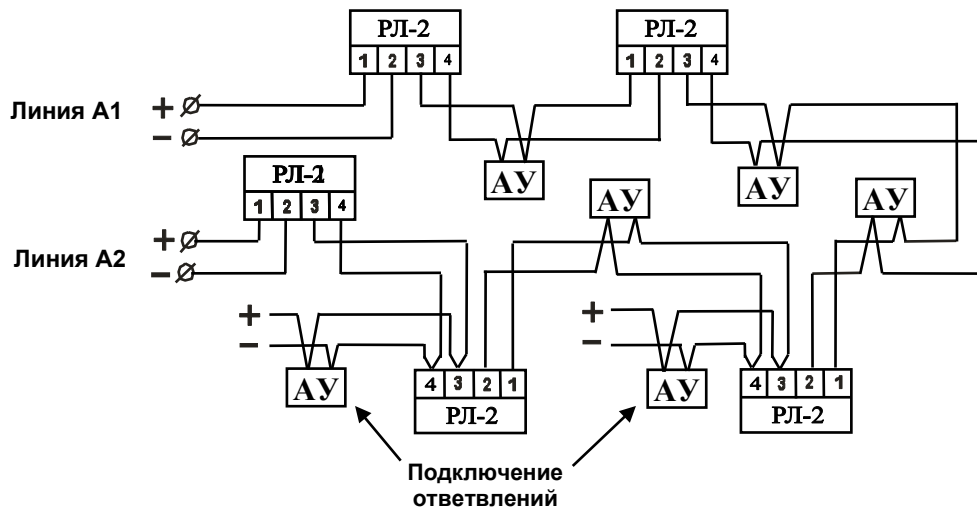 РЛ-2
1 2 3 4
РЛ-2
1 2 3 4
Линия А1
+
−
АУ
АУ
РЛ-2
1 2 3 4
АУ
АУ
Линия А2
+
−
+
−
+
−
АУ
4 3 2 1
РЛ-2
АУ
4 3 2 1
РЛ-2
Подключение
ответвлений